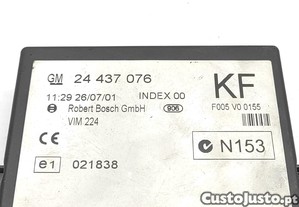 GM 24 437 076 KF
11:29 26/07/01 INDEX 00 F005 V0 0155
Robert Bosch GmbH 906
VIM 224
CE N153
e1 021838
CustoJusto.pt